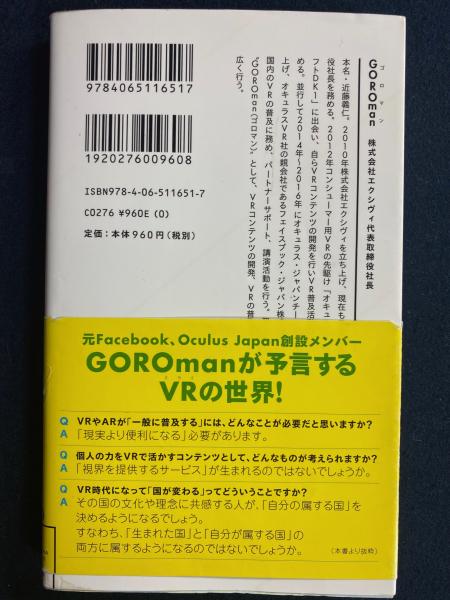 9784065116517
1920276009608
ISBN978-4-06-511651-7
C0276 ¥960E (0)
定価：本体960円（税別）
ゴロマン
GOROman 株式会社エクシヴィ代表取締役社長
本名・近藤義仁。2010年株式会社エクシヴィを立ち上げ、現在も
役社長を務める。2012年コンシューマー用VRの先駆け「オキュ
フトDK1」に出会い、自らVRコンテンツの開発を行いVR普及活
める。並行して2014年〜2016年にオキュラス・ジャパンチー
上げ、オキュラスVR社の親会社であるフェイスブック・ジャパン株
国内のVRの普及に務め、パートナーサポート、講演活動を行う。
"GOROman（ゴロマン）"として、VRコンテンツの開発、VRの普
広く行う。
元Facebook、Oculus Japan創設メンバー
GOROmanが予言する
VRの世界!
Q VRやARが「一般に普及する」には、どんなことが必要だと思いますか?
A 「現実より便利になる」必要があります。
Q 個人の力をVRで活かすコンテンツとして、どんなものが考えられますか?
A 「視界を提供するサービス」が生まれるのではないでしょうか。
Q VR時代になって「国が変わる」ってどういうことですか?
A その国の文化や理念に共感する人が、「自分の属する国」を
決めるようになるでしょう。
すなわち、「生まれた国」と「自分が属する国」の
両方に属するようになるのではないでしょうか。
（本書より抜粋）